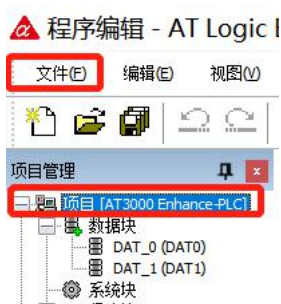 程序编辑 - AT Logic
文件(F) 编辑(E) 视图(V)
项目管理
项目 [AT3000 Enhance-PLC]
数据块
DAT_0 (DAT0)
DAT_1 (DAT1)
系统块